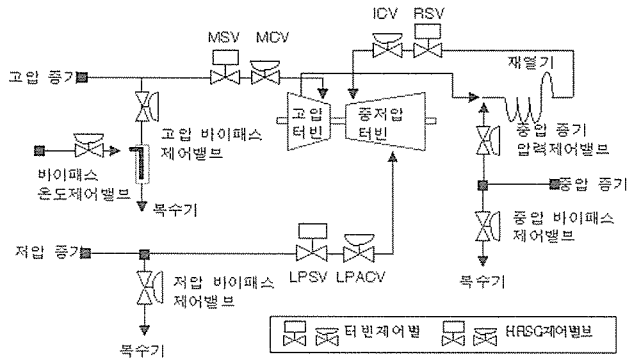 ICV RSV
MSV MCV
재열기
고압 증기
고압
터빈
중저압
터빈
고압 바이패스
제어밸브
중압 증기
압력제어밸브
바이패스
온도제어밸브
중압 증기
복수기
중압 바이패스
제어밸브
저압 증기
LPSV LPACV
저압 바이패스
제어밸브
복수기
복수기
터빈제어밸
HRSG제어밸브